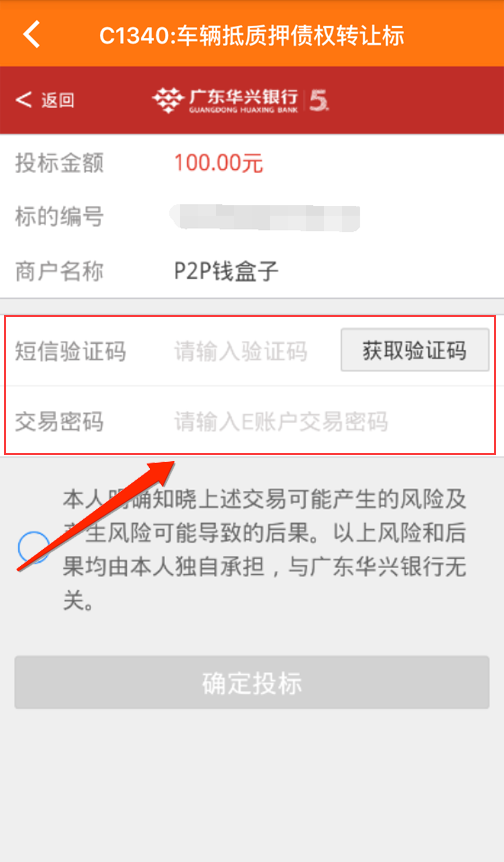 C1340:车辆抵质押债权转让标
返回 广东华兴银行 5
GUANGDONG HUAXING BANK
投标金额 100.00元
标的编号
商户名称 P2P钱盒子
短信验证码 请输入验证码 获取验证码
交易密码 请输入E账户交易密码
本人明确知晓上述交易可能产生的风险及
产生风险可能导致的后果。以上风险和后
果均由本人独自承担，与广东华兴银行无
关。
确定投标